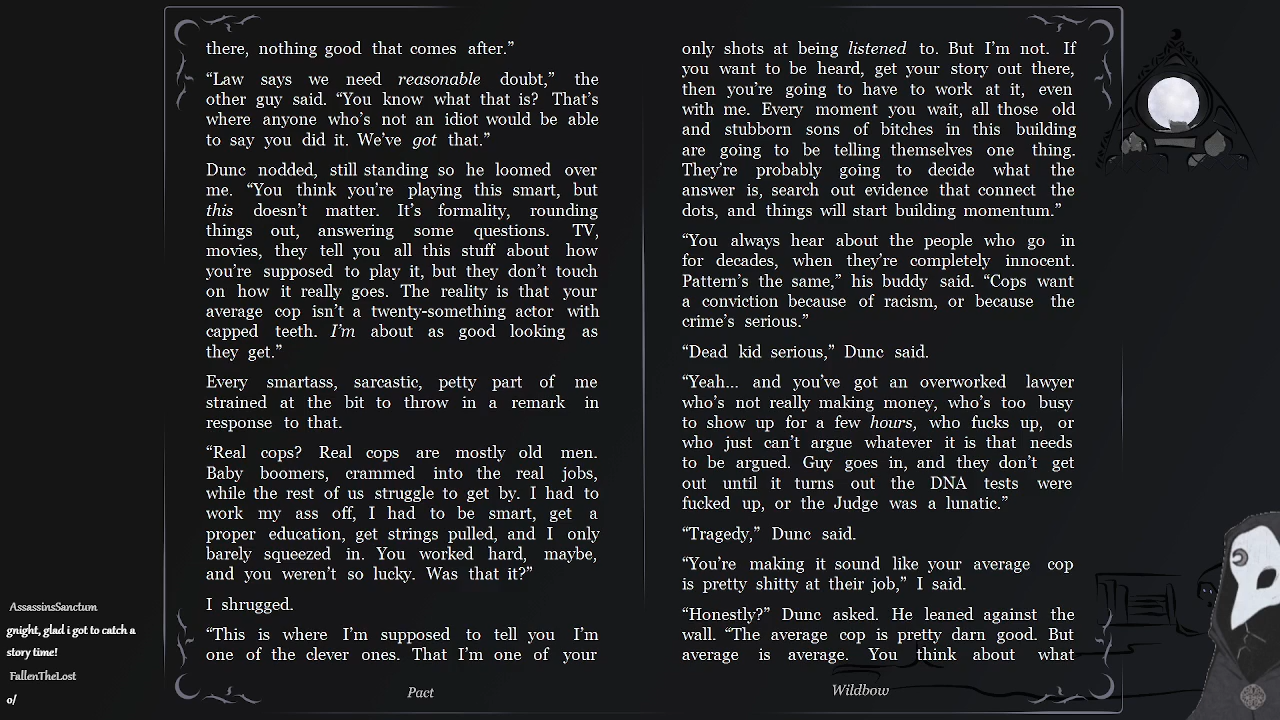 there, nothing good that comes after.”
“Law says we need reasonable doubt,” the
other guy said. “You know what that is? That’s
where anyone who’s not an idiot would be able
to say you did it. We’ve got that.”
Dunc nodded, still standing so he loomed over
me. “You think you’re playing this smart, but
this doesn’t matter. It’s formality, rounding
things out, answering some questions. TV,
movies, they tell you all this stuff about how
you’re supposed to play it, but they don’t touch
on how it really goes. The reality is that your
average cop isn’t a twenty-something actor with
capped teeth. I’m about as good looking as
they get.”
Every smartass, sarcastic, petty part of me
strained at the bit to throw in a remark in
response to that.
“Real cops? Real cops are mostly old men.
Baby boomers, crammed into the real jobs,
while the rest of us struggle to get by. I had to
work my ass off, I had to be smart, get a
proper education, get strings pulled, and I only
barely squeezed in. You worked hard, maybe,
and you weren’t so lucky. Was that it?”
I shrugged.
“This is where I’m supposed to tell you I’m
one of the clever ones. That I’m one of your
Pact
only shots at being listened to. But I’m not. If
you want to be heard, get your story out there,
then you’re going to have to work at it, even
with me. Every moment you wait, all those old
and stubborn sons of bitches in this building
are going to be telling themselves one thing.
They’re probably going to decide what the
answer is, search out evidence that connect the
dots, and things will start building momentum.”
“You always hear about the people who go in
for decades, when they’re completely innocent.
Pattern’s the same,” his buddy said. “Cops want
a conviction because of racism, or because the
crime’s serious.”
“Dead kid serious,” Dunc said.
“Yeah… and you’ve got an overworked lawyer
who’s not really making money, who’s too busy
to show up for a few hours, who fucks up, or
who just can’t argue whatever it is that needs
to be argued. Guy goes in, and they don’t get
out until it turns out the DNA tests were
fucked up, or the Judge was a lunatic.”
“Tragedy,” Dunc said.
“You’re making it sound like your average cop
is pretty shitty at their job,” I said.
“Honestly?” Dunc asked. He leaned against the
wall. “The average cop is pretty darn good. But
average is average. You think about what
Wildbow
AssassinsSanctum
gnight, glad i got to catch a
story time!
FallenTheLost
o/